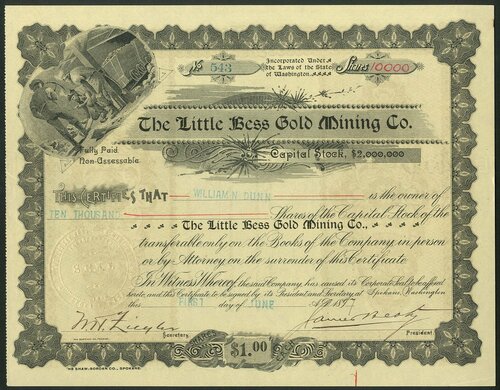 No 543
Incorporated Under
the Laws of the State
of Washington.
Shares 10000
The Little Bess Gold Mining Co.
Capital Stock, $2,000,000
Fully Paid
Non-Assessable
THIS CERTIFIES THAT WILLIAM N DUNN is the owner of
TEN THOUSAND Shares of the Capital Stock of the
The Little Bess Gold Mining Co.
transferable only on the Books of the Company in person
or by Attorney on the surrender of this Certificate
In Witness Whereof, the said Company has caused its Corporate Seal to be affixed
hereto and this Certificate to be signed by its President and Secretary at Spokane, Washington
this FIRST day of JUNE A.D. 1897
Secretary
President
$1.00
THE SHAW-BORDEN CO., SPOKANE.